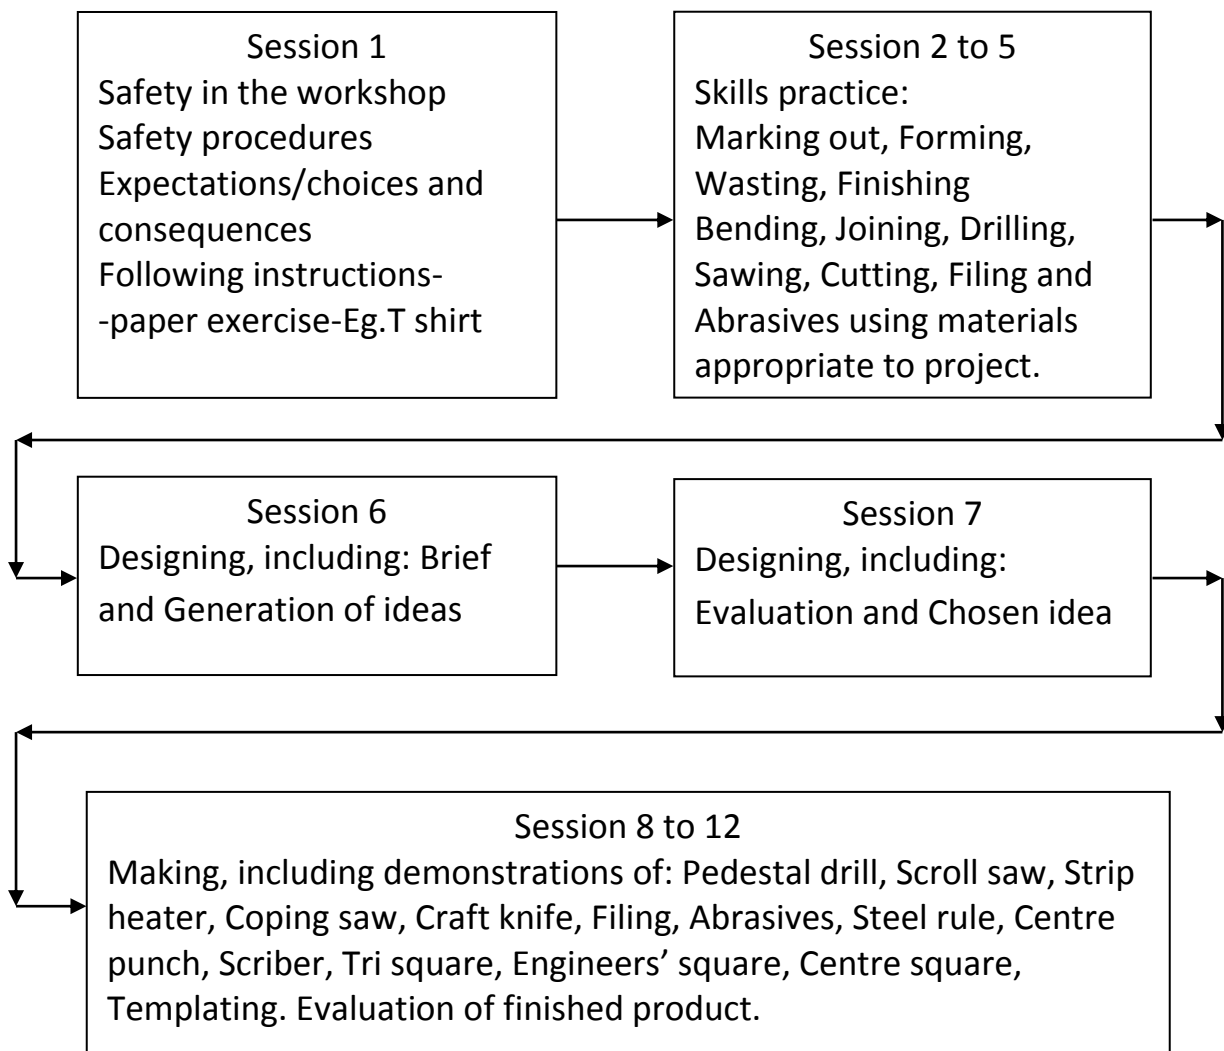 Session 1
Safety in the workshop
Safety procedures
Expectations/choices and
consequences
Following instructions-
-paper exercise-Eg.T shirt
Session 2 to 5
Skills practice:
Marking out, Forming,
Wasting, Finishing
Bending, Joining, Drilling,
Sawing, Cutting, Filing and
Abrasives using materials
appropriate to project.
Session 6
Designing, including: Brief
and Generation of ideas
Session 7
Designing, including:
Evaluation and Chosen idea
Session 8 to 12
Making, including demonstrations of: Pedestal drill, Scroll saw, Strip
heater, Coping saw, Craft knife, Filing, Abrasives, Steel rule, Centre
punch, Scriber, Tri square, Engineers’ square, Centre square,
Templating. Evaluation of finished product.